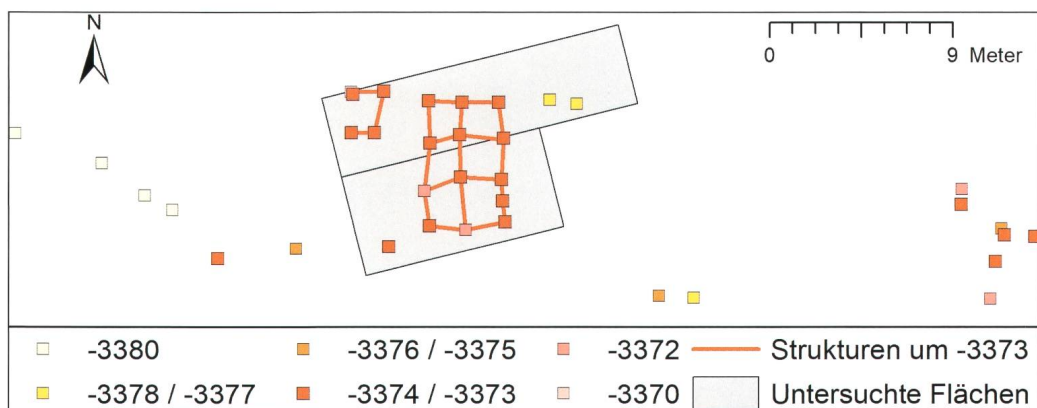 N
0 9 Meter
-3380 -3376 / -3375 -3372 Strukturen um -3373
-3378 / -3377 -3374 / -3373 -3370 Untersuchte Flächen